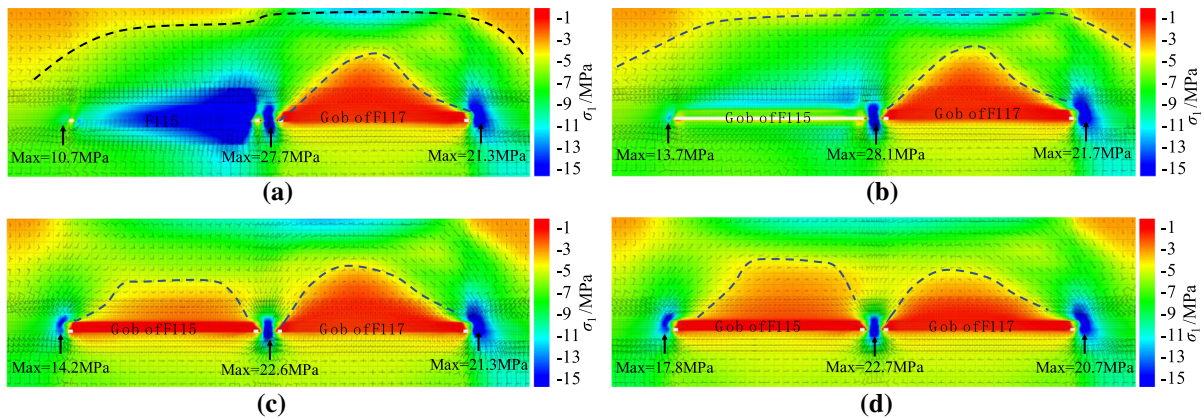 -1
-3
-5
-7
-9
-11
-13
-15
σ1 /MPa
F115
Gob of F117
Max=10.7MPa
Max=27.7MPa
Max=21.3MPa
(a)
-1
-3
-5
-7
-9
-11
-13
-15
σ1 /MPa
Gob of F115
Gob of F117
Max=13.7MPa
Max=28.1MPa
Max=21.7MPa
(b)
-1
-3
-5
-7
-9
-11
-13
-15
σ1 /MPa
Gob of F115
Gob of F117
Max=14.2MPa
Max=22.6MPa
Max=21.3MPa
(c)
-1
-3
-5
-7
-9
-11
-13
-15
σ1 /MPa
Gob of F115
Gob of F117
Max=17.8MPa
Max=22.7MPa
Max=20.7MPa
(d)